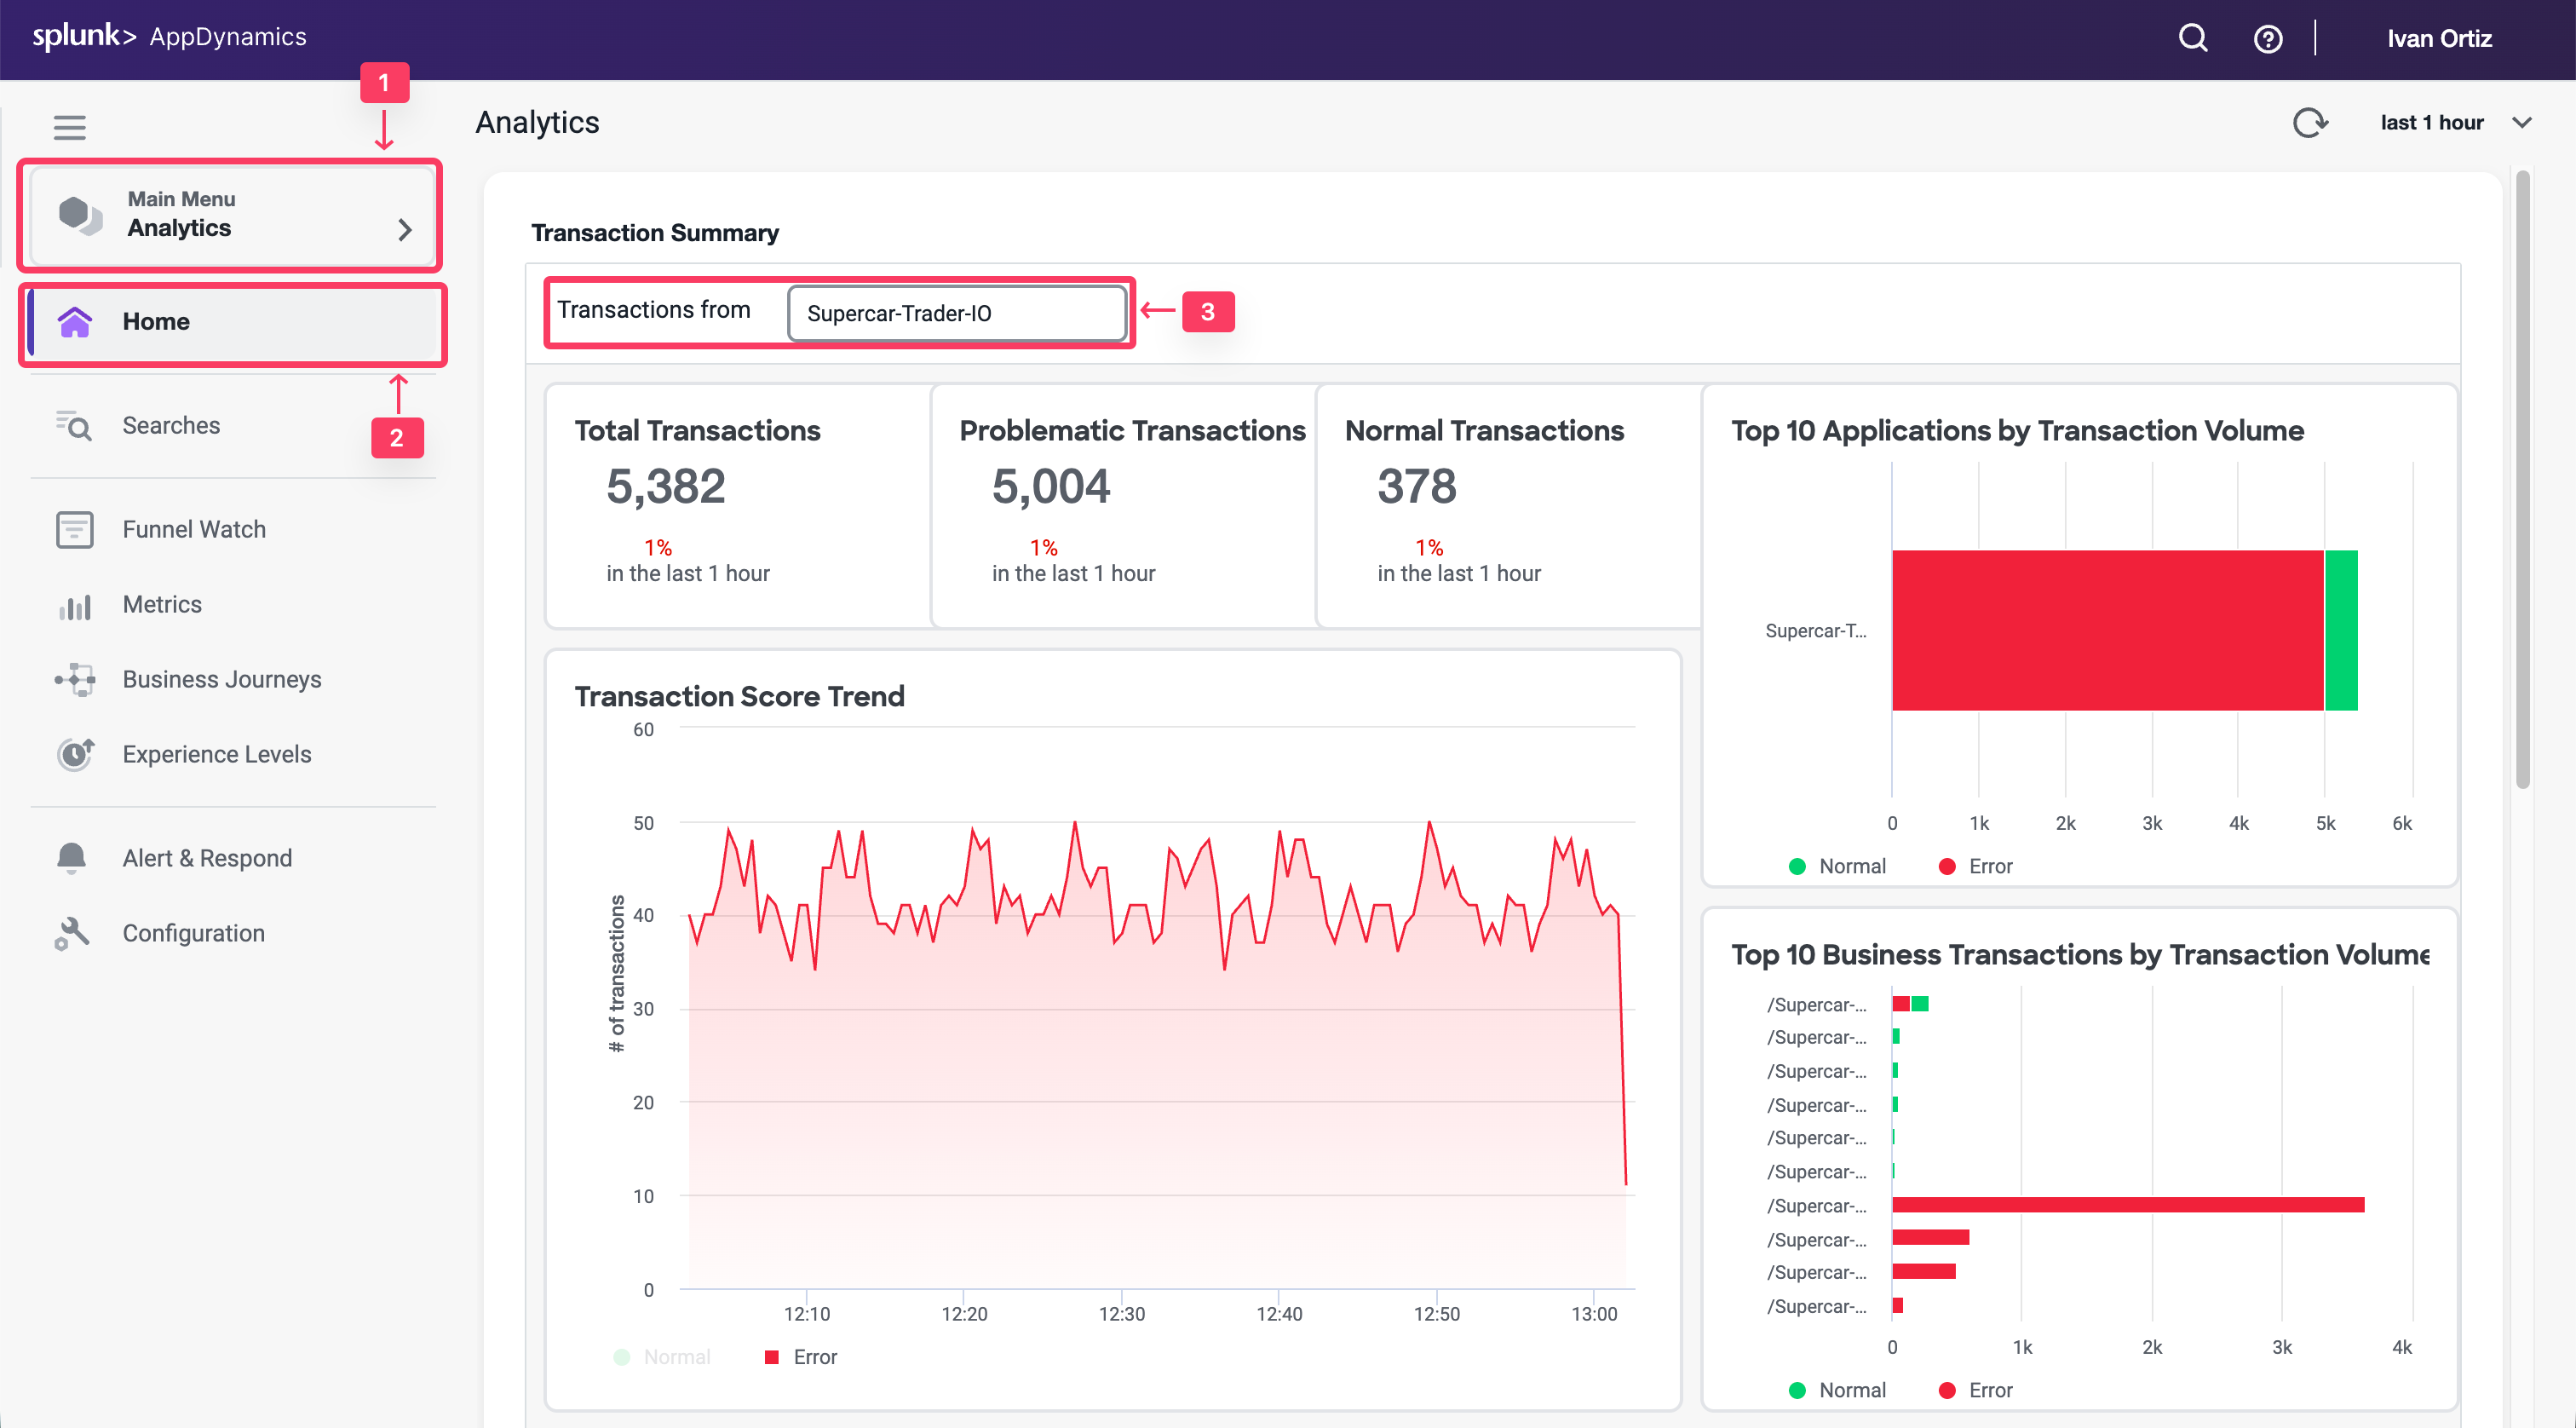 splunk> AppDynamics
Ivan Ortiz
1
Analytics
last 1 hour
Main Menu
Analytics
Home
2
Searches
Funnel Watch
Metrics
Business Journeys
Experience Levels
Alert & Respond
Configuration
Transaction Summary
Transactions from
Supercar-Trader-IO
3
Total Transactions
5,382
1%
in the last 1 hour
Problematic Transactions
5,004
1%
in the last 1 hour
Normal Transactions
378
1%
in the last 1 hour
Top 10 Applications by Transaction Volume
Supercar-T...
0 1k 2k 3k 4k 5k 6k
Normal Error
Transaction Score Trend
# of transactions
60
50
40
30
20
10
0
12:10 12:20 12:30 12:40 12:50 13:00
Normal Error
Top 10 Business Transactions by Transaction Volume
/Supercar-...
/Supercar-...
/Supercar-...
/Supercar-...
/Supercar-...
/Supercar-...
/Supercar-...
/Supercar-...
/Supercar-...
/Supercar-...
0 1k 2k 3k 4k
Normal Error